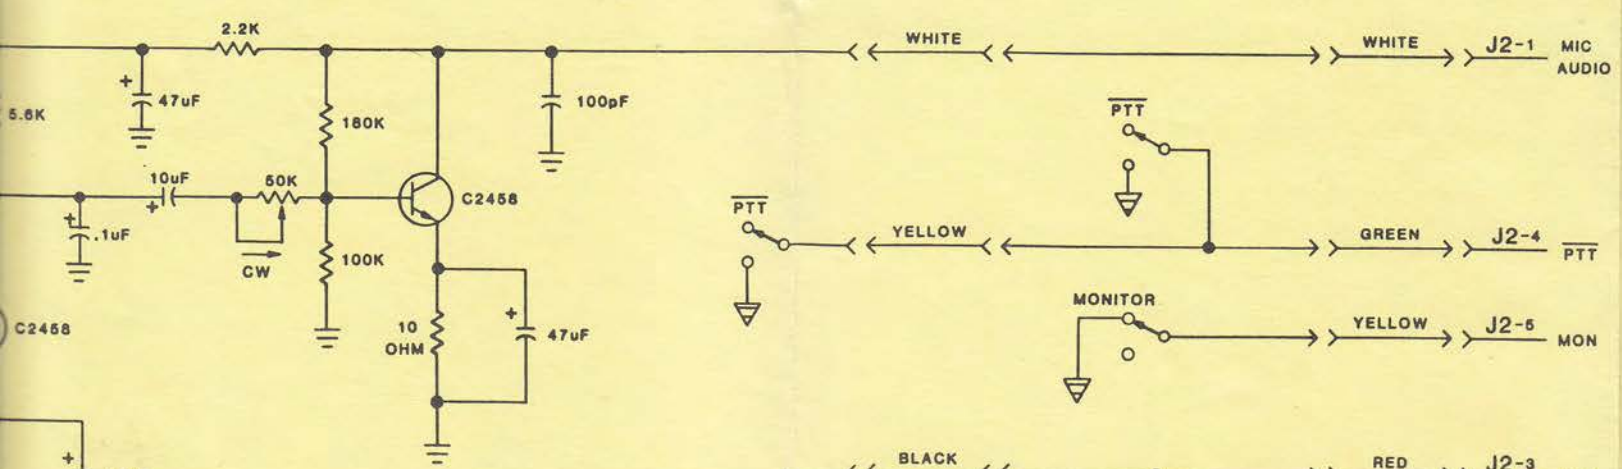 2.2K
WHITE
WHITE
J2-1
MIC
AUDIO
+
47uF
5.6K
180K
100pF
PTT
10uF
50K
+
C2458
+
.1uF
PTT
YELLOW
GREEN
J2-4
PTT
CW
100K
MONITOR
C2458
10
OHM
+
47uF
YELLOW
J2-5
MON
+
BLACK
RED
J2-3